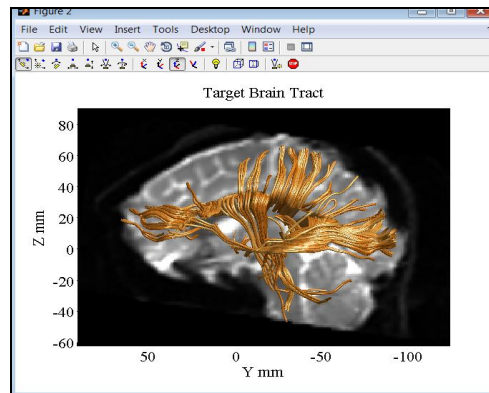 Figure 2
File Edit View Insert Tools Desktop Window Help
Target Brain Tract
80
60
40
20
0
-20
-40
-60
Z mm
50 0 -50 -100
Y mm